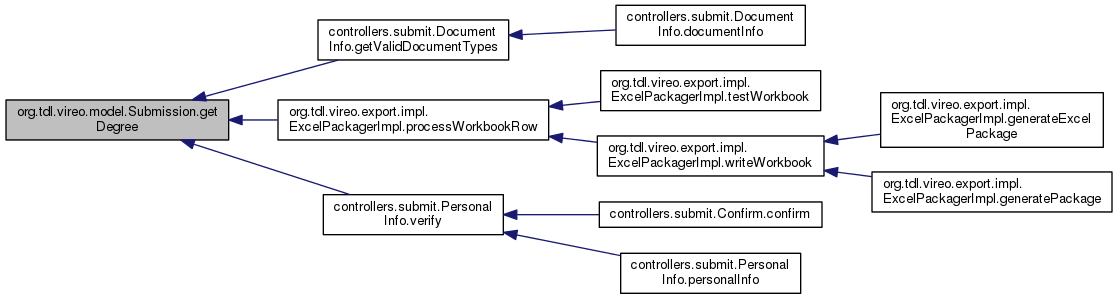 org.tdl.vireo.model.Submission.get
Degree
controllers.submit.Document
Info.getValidDocumentTypes
controllers.submit.Document
Info.documentInfo
org.tdl.vireo.export.impl.
ExcelPackagerImpl.processWorkbookRow
org.tdl.vireo.export.impl.
ExcelPackagerImpl.testWorkbook
org.tdl.vireo.export.impl.
ExcelPackagerImpl.writeWorkbook
org.tdl.vireo.export.impl.
ExcelPackagerImpl.generateExcel
Package
org.tdl.vireo.export.impl.
ExcelPackagerImpl.generatePackage
controllers.submit.Personal
Info.verify
controllers.submit.Confirm.confirm
controllers.submit.Personal
Info.personalInfo